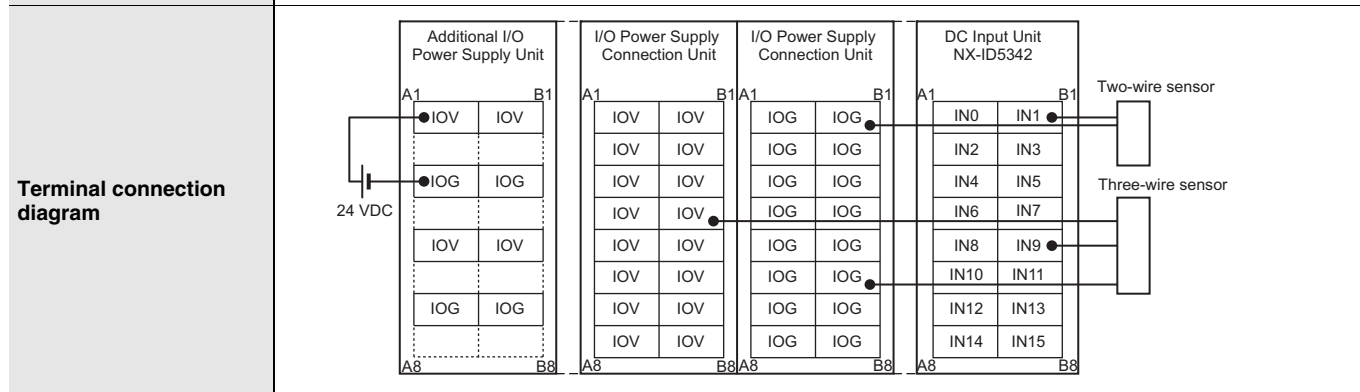 Terminal connection
diagram
24 VDC
Additional I/O
Power Supply Unit
A1 B1
IOV IOV
IOG IOG
IOV IOV
IOG IOG
A8 B8
I/O Power Supply
Connection Unit
A1 B1
IOV IOV
IOV IOV
IOV IOV
IOV IOV
IOV IOV
IOV IOV
IOV IOV
IOV IOV
A8 B8
I/O Power Supply
Connection Unit
A1 B1
IOG IOG
IOG IOG
IOG IOG
IOG IOG
IOG IOG
IOG IOG
IOG IOG
IOG IOG
A8 B8
DC Input Unit
NX-ID5342
A1 B1
IN0 IN1
IN2 IN3
IN4 IN5
IN6 IN7
IN8 IN9
IN10 IN11
IN12 IN13
IN14 IN15
A8 B8
Two-wire sensor
Three-wire sensor